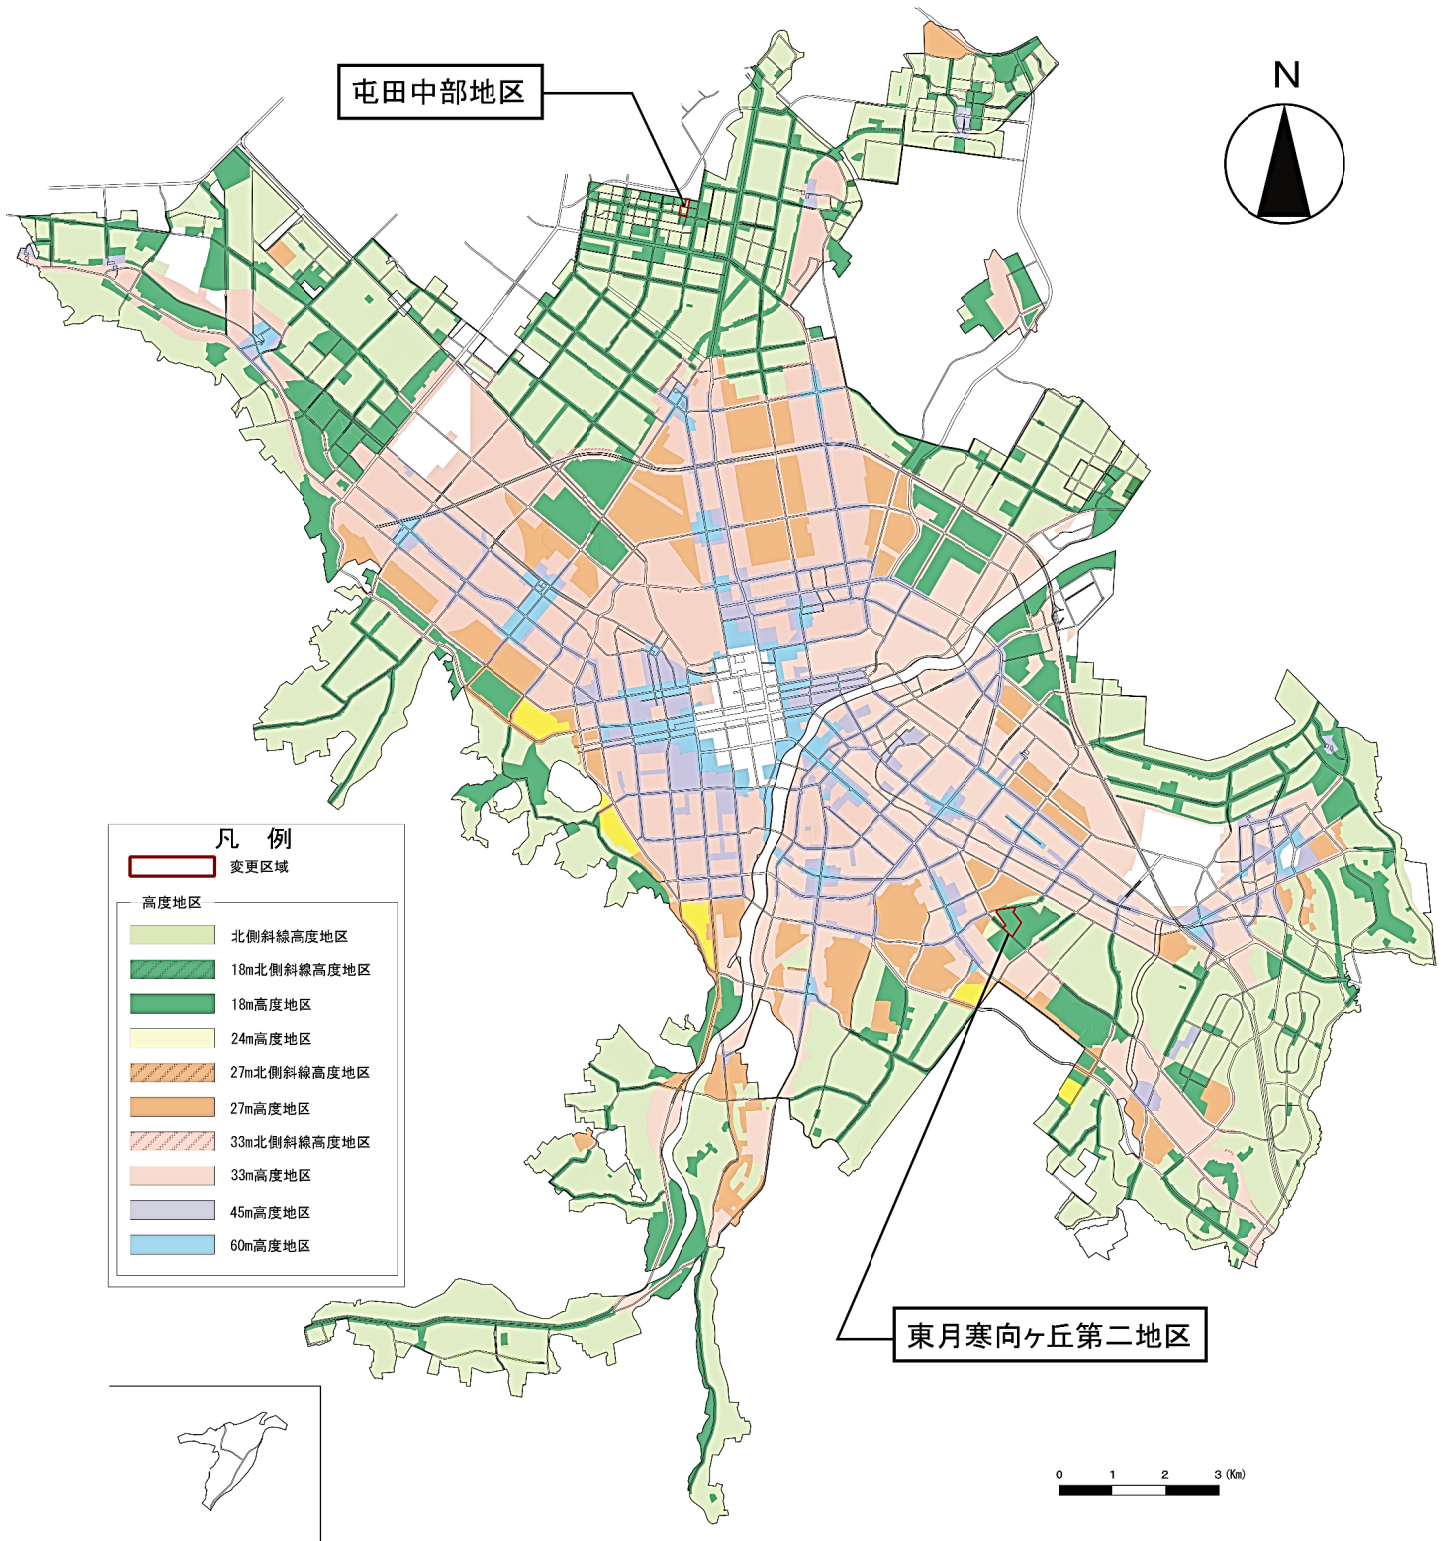 屯田中部地区
N
凡 例
変更区域
高度地区
北側斜線高度地区
18m北側斜線高度地区
18m高度地区
24m高度地区
27m北側斜線高度地区
27m高度地区
33m北側斜線高度地区
33m高度地区
45m高度地区
60m高度地区
東月寒向ヶ丘第二地区
0 1 2 3 (Km)